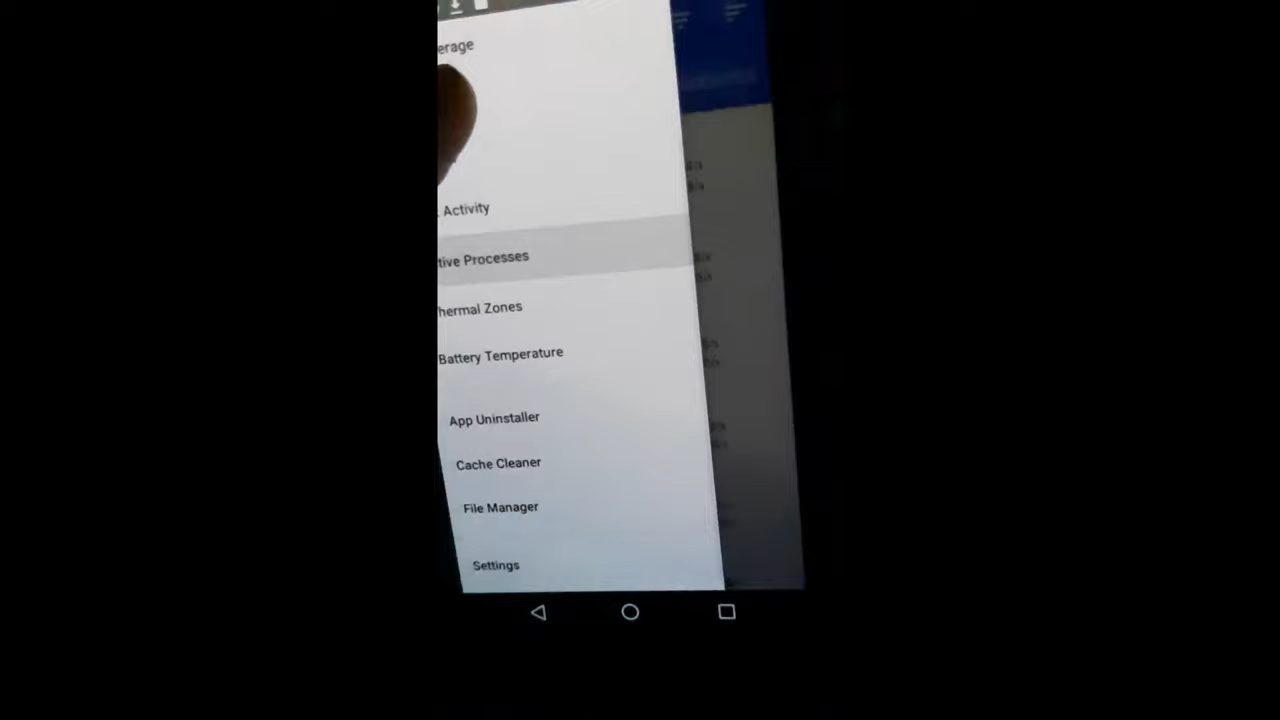 erage
Activity
tive Processes
hermal Zones
Battery Temperature
App Uninstaller
Cache Cleaner
File Manager
Settings